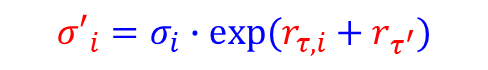 σ'ᵢ = σᵢ · exp(r_{τ,i} + r_{τ'})